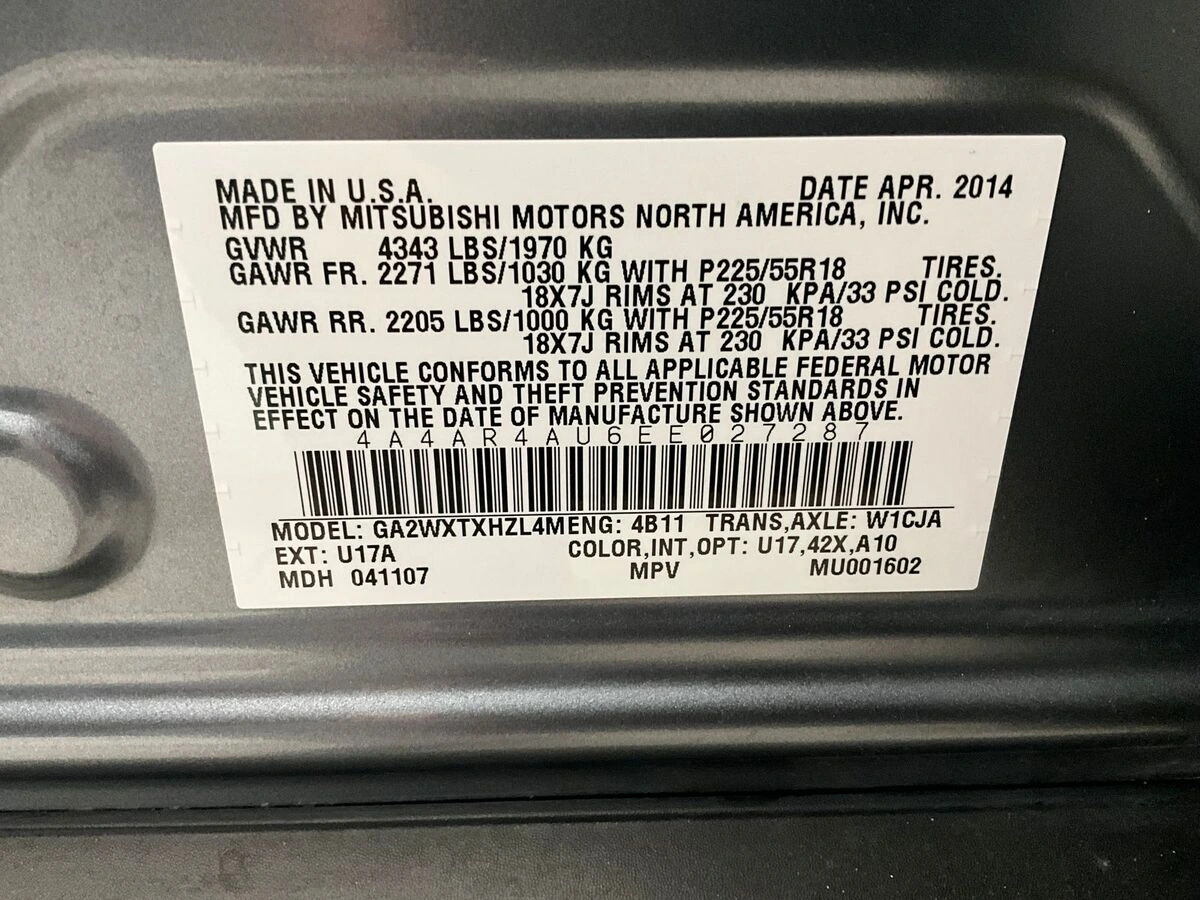 MADE IN U.S.A. DATE APR. 2014
MFD BY MITSUBISHI MOTORS NORTH AMERICA, INC.
GVWR 4343 LBS/1970 KG
GAWR FR. 2271 LBS/1030 KG WITH P225/55R18 TIRES.
18X7J RIMS AT 230 KPA/33 PSI COLD.
GAWR RR. 2205 LBS/1000 KG WITH P225/55R18 TIRES.
18X7J RIMS AT 230 KPA/33 PSI COLD.
THIS VEHICLE CONFORMS TO ALL APPLICABLE FEDERAL MOTOR
VEHICLE SAFETY AND THEFT PREVENTION STANDARDS IN
EFFECT ON THE DATE OF MANUFACTURE SHOWN ABOVE.
4A4AR4AU6EE027287
MODEL: GA2WXTXHZL4MENG: 4B11 TRANS,AXLE: W1CJA
EXT: U17A COLOR,INT,OPT: U17,42X,A10
MDH 041107 MPV MU001602